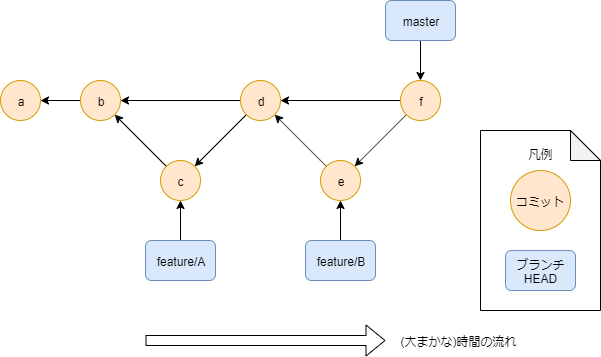 master
a
b
d
f
c
e
feature/A
feature/B
凡例
コミット
ブランチ
HEAD
(大まかな)時間の流れ